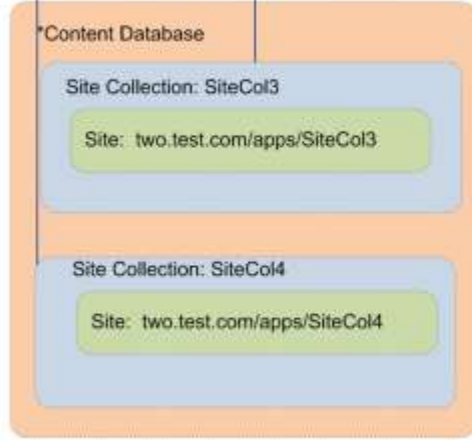 *Content Database
Site Collection: SiteCol3
Site: two.test.com/apps/SiteCol3
Site Collection: SiteCol4
Site: two.test.com/apps/SiteCol4